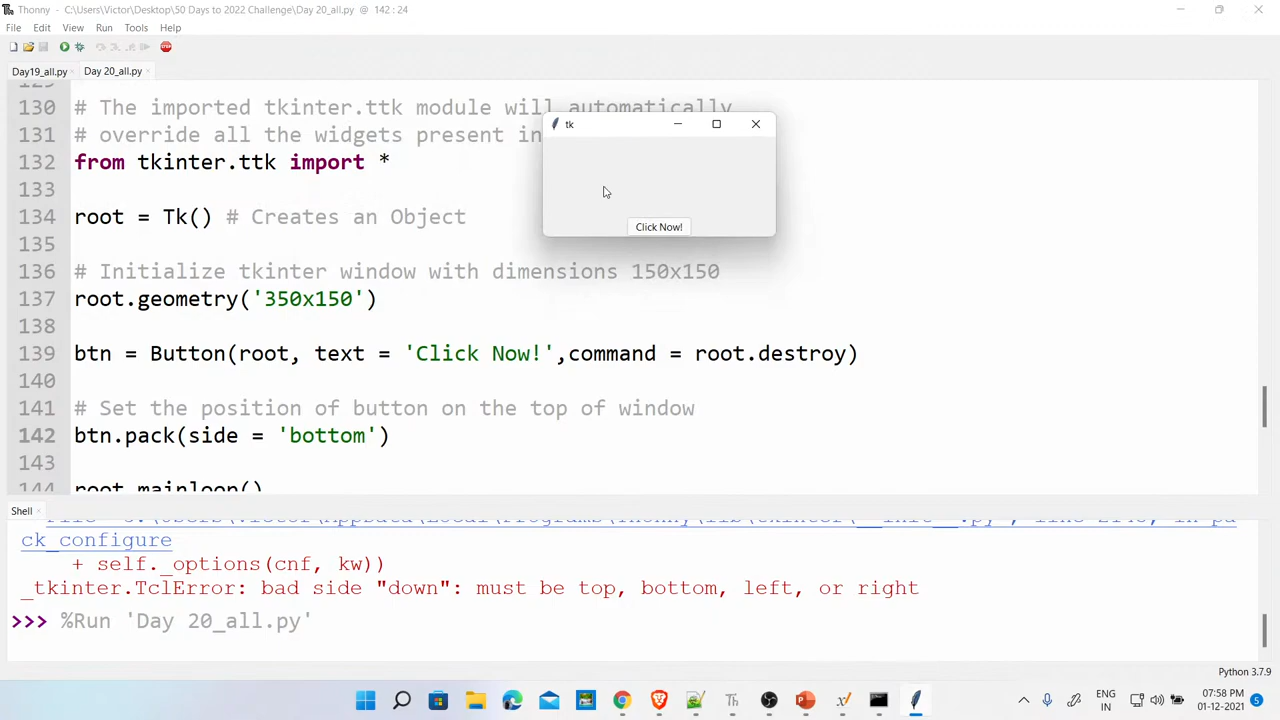 Thonny - C:\Users\Victor\Desktop\50 Days to 2022 Challenge\Day 20_all.py @ 142 : 24
File Edit View Run Tools Help
Day19_all.py × Day 20_all.py ×
129
130 # The imported tkinter.ttk module will automatically
131 # override all the widgets present in
132 from tkinter.ttk import *
133
134 root = Tk() # Creates an Object
135
136 # Initialize tkinter window with dimensions 150x150
137 root.geometry('350x150')
138
139 btn = Button(root, text = 'Click Now!',command = root.destroy)
140
141 # Set the position of button on the top of window
142 btn.pack(side = 'bottom')
143
144 root.mainloop()
tk
Click Now!
Shell ×
ck_configure
+ self._options(cnf, kw))
_tkinter.TclError: bad side "down": must be top, bottom, left, or right
>>> %Run 'Day 20_all.py'
Python 3.7.9
ENG
IN
07:58 PM
01-12-2021
5